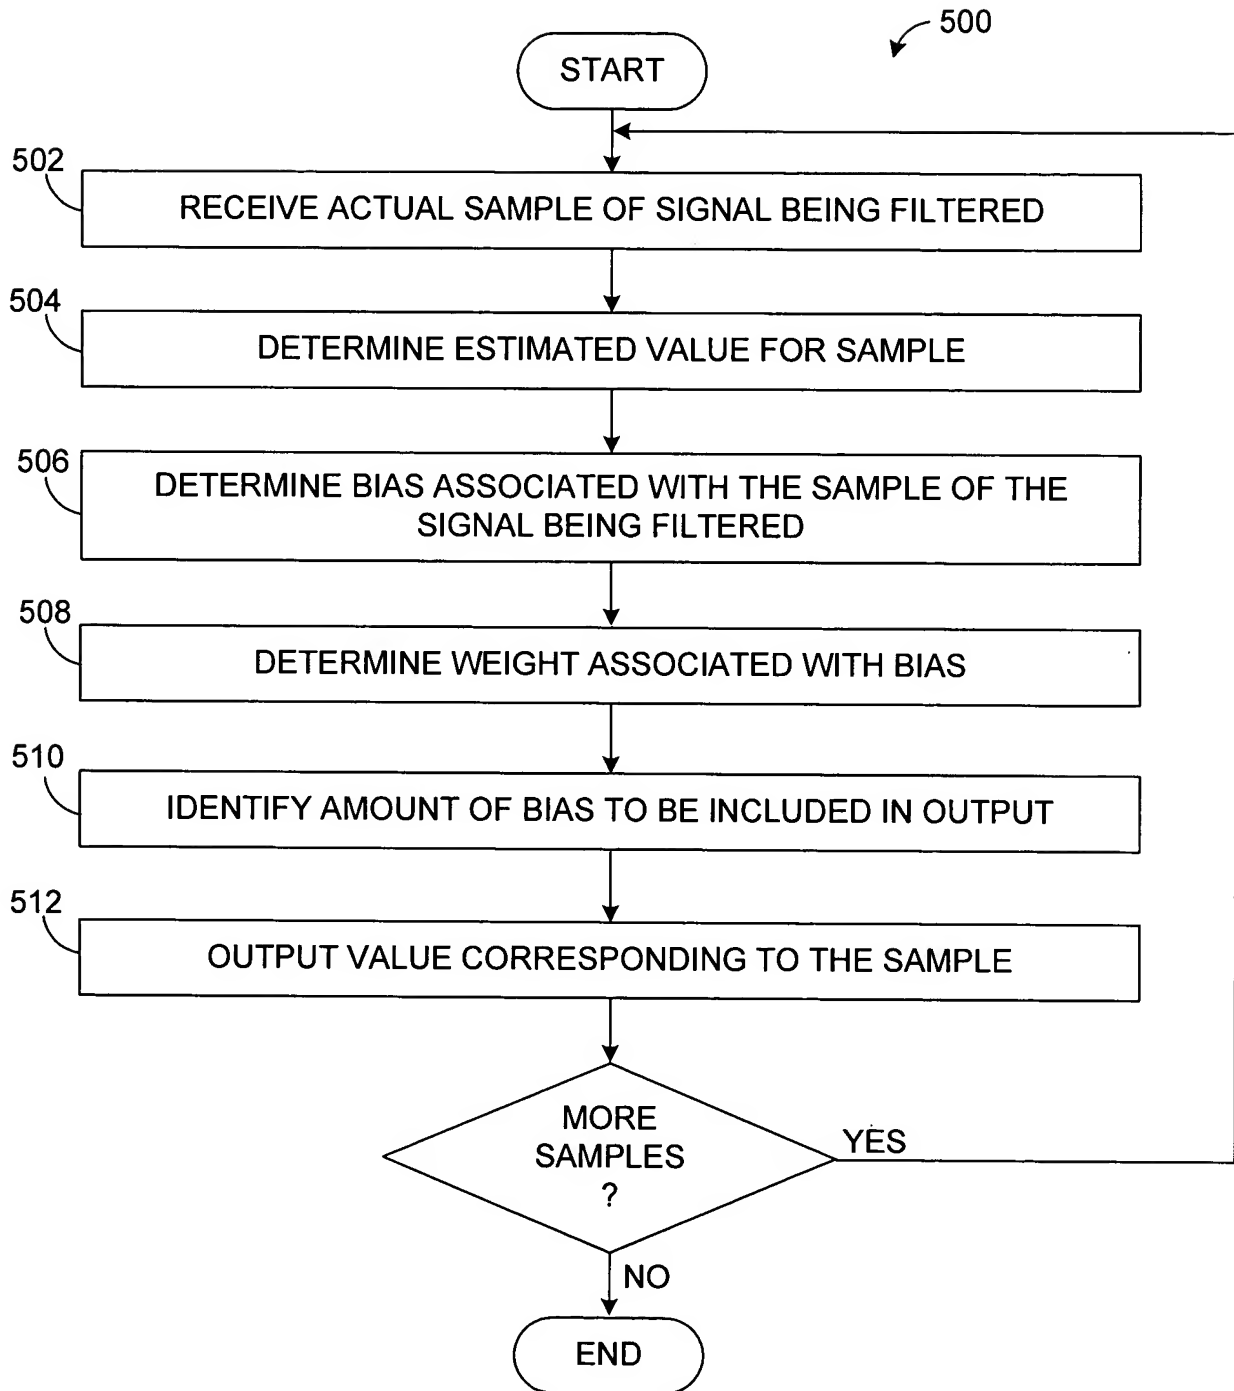 500
START
502
RECEIVE ACTUAL SAMPLE OF SIGNAL BEING FILTERED
504
DETERMINE ESTIMATED VALUE FOR SAMPLE
506
DETERMINE BIAS ASSOCIATED WITH THE SAMPLE OF THE
SIGNAL BEING FILTERED
508
DETERMINE WEIGHT ASSOCIATED WITH BIAS
510
IDENTIFY AMOUNT OF BIAS TO BE INCLUDED IN OUTPUT
512
OUTPUT VALUE CORRESPONDING TO THE SAMPLE
MORE
SAMPLES
?
YES
NO
END